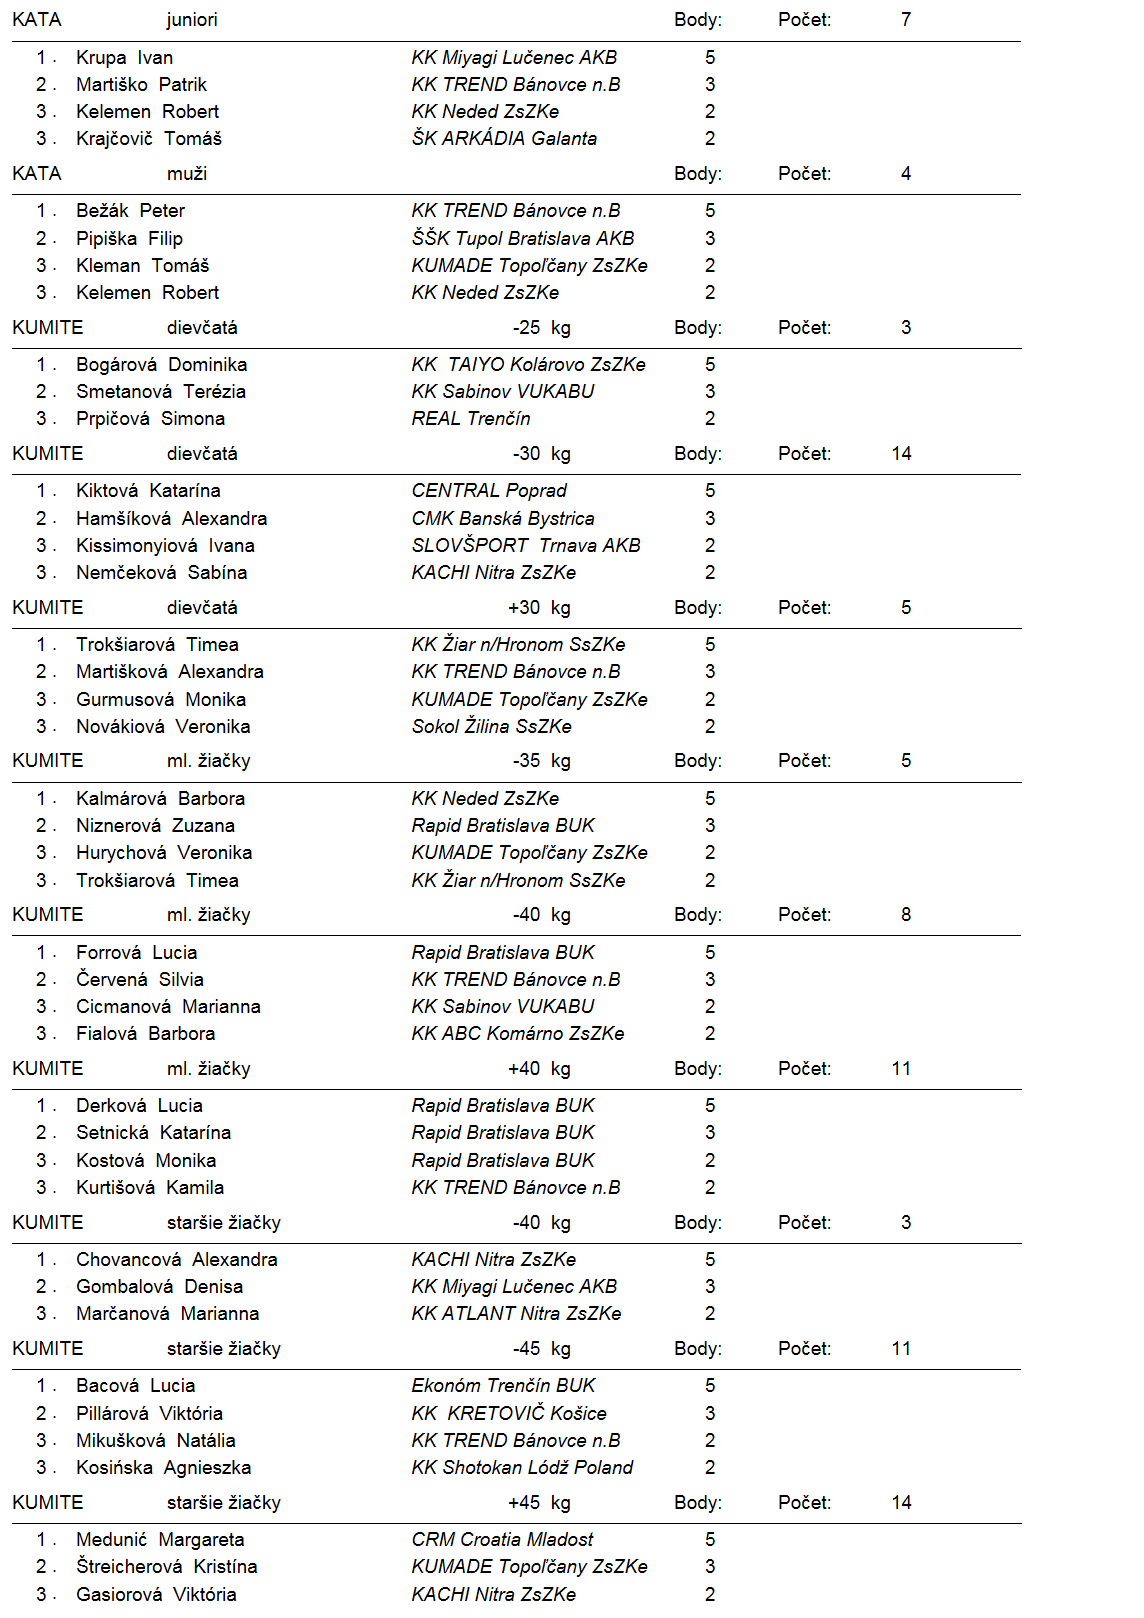 KATA juniori Body: Počet: 7
1 . Krupa Ivan KK Miyagi Lučenec AKB 5
2 . Martiško Patrik KK TREND Bánovce n.B 3
3 . Kelemen Robert KK Neded ZsZKe 2
3 . Krajčovič Tomáš ŠK ARKÁDIA Galanta 2
KATA muži Body: Počet: 4
1 . Bežák Peter KK TREND Bánovce n.B 5
2 . Pipiška Filip ŠŠK Tupol Bratislava AKB 3
3 . Kleman Tomáš KUMADE Topoľčany ZsZKe 2
3 . Kelemen Robert KK Neded ZsZKe 2
KUMITE dievčatá -25 kg Body: Počet: 3
1 . Bogárová Dominika KK TAIYO Kolárovo ZsZKe 5
2 . Smetanová Terézia KK Sabinov VUKABU 3
3 . Prpičová Simona REAL Trenčín 2
KUMITE dievčatá -30 kg Body: Počet: 14
1 . Kiktová Katarína CENTRAL Poprad 5
2 . Hamšíková Alexandra CMK Banská Bystrica 3
3 . Kissimonyiová Ivana SLOVŠPORT Trnava AKB 2
3 . Nemčeková Sabína KACHI Nitra ZsZKe 2
KUMITE dievčatá +30 kg Body: Počet: 5
1 . Trokšiarová Timea KK Žiar n/Hronom SsZKe 5
2 . Martišková Alexandra KK TREND Bánovce n.B 3
3 . Gurmusová Monika KUMADE Topoľčany ZsZKe 2
3 . Novákiová Veronika Sokol Žilina SsZKe 2
KUMITE ml. žiačky -35 kg Body: Počet: 5
1 . Kalmárová Barbora KK Neded ZsZKe 5
2 . Niznerová Zuzana Rapid Bratislava BUK 3
3 . Hurychová Veronika KUMADE Topoľčany ZsZKe 2
3 . Trokšiarová Timea KK Žiar n/Hronom SsZKe 2
KUMITE ml. žiačky -40 kg Body: Počet: 8
1 . Forrová Lucia Rapid Bratislava BUK 5
2 . Červená Silvia KK TREND Bánovce n.B 3
3 . Cicmanová Marianna KK Sabinov VUKABU 2
3 . Fialová Barbora KK ABC Komárno ZsZKe 2
KUMITE ml. žiačky +40 kg Body: Počet: 11
1 . Derková Lucia Rapid Bratislava BUK 5
2 . Setnická Katarína Rapid Bratislava BUK 3
3 . Kostová Monika Rapid Bratislava BUK 2
3 . Kurtišová Kamila KK TREND Bánovce n.B 2
KUMITE staršie žiačky -40 kg Body: Počet: 3
1 . Chovancová Alexandra KACHI Nitra ZsZKe 5
2 . Gombalová Denisa KK Miyagi Lučenec AKB 3
3 . Marčanová Marianna KK ATLANT Nitra ZsZKe 2
KUMITE staršie žiačky -45 kg Body: Počet: 11
1 . Bacová Lucia Ekonóm Trenčín BUK 5
2 . Pillárová Viktória KK KRETOVIČ Košice 3
3 . Mikušková Natália KK TREND Bánovce n.B 2
3 . Kosińska Agnieszka KK Shotokan Lódž Poland 2
KUMITE staršie žiačky +45 kg Body: Počet: 14
1 . Medunić Margareta CRM Croatia Mladost 5
2 . Štreicherová Kristína KUMADE Topoľčany ZsZKe 3
3 . Gasiorová Viktória KACHI Nitra ZsZKe 2